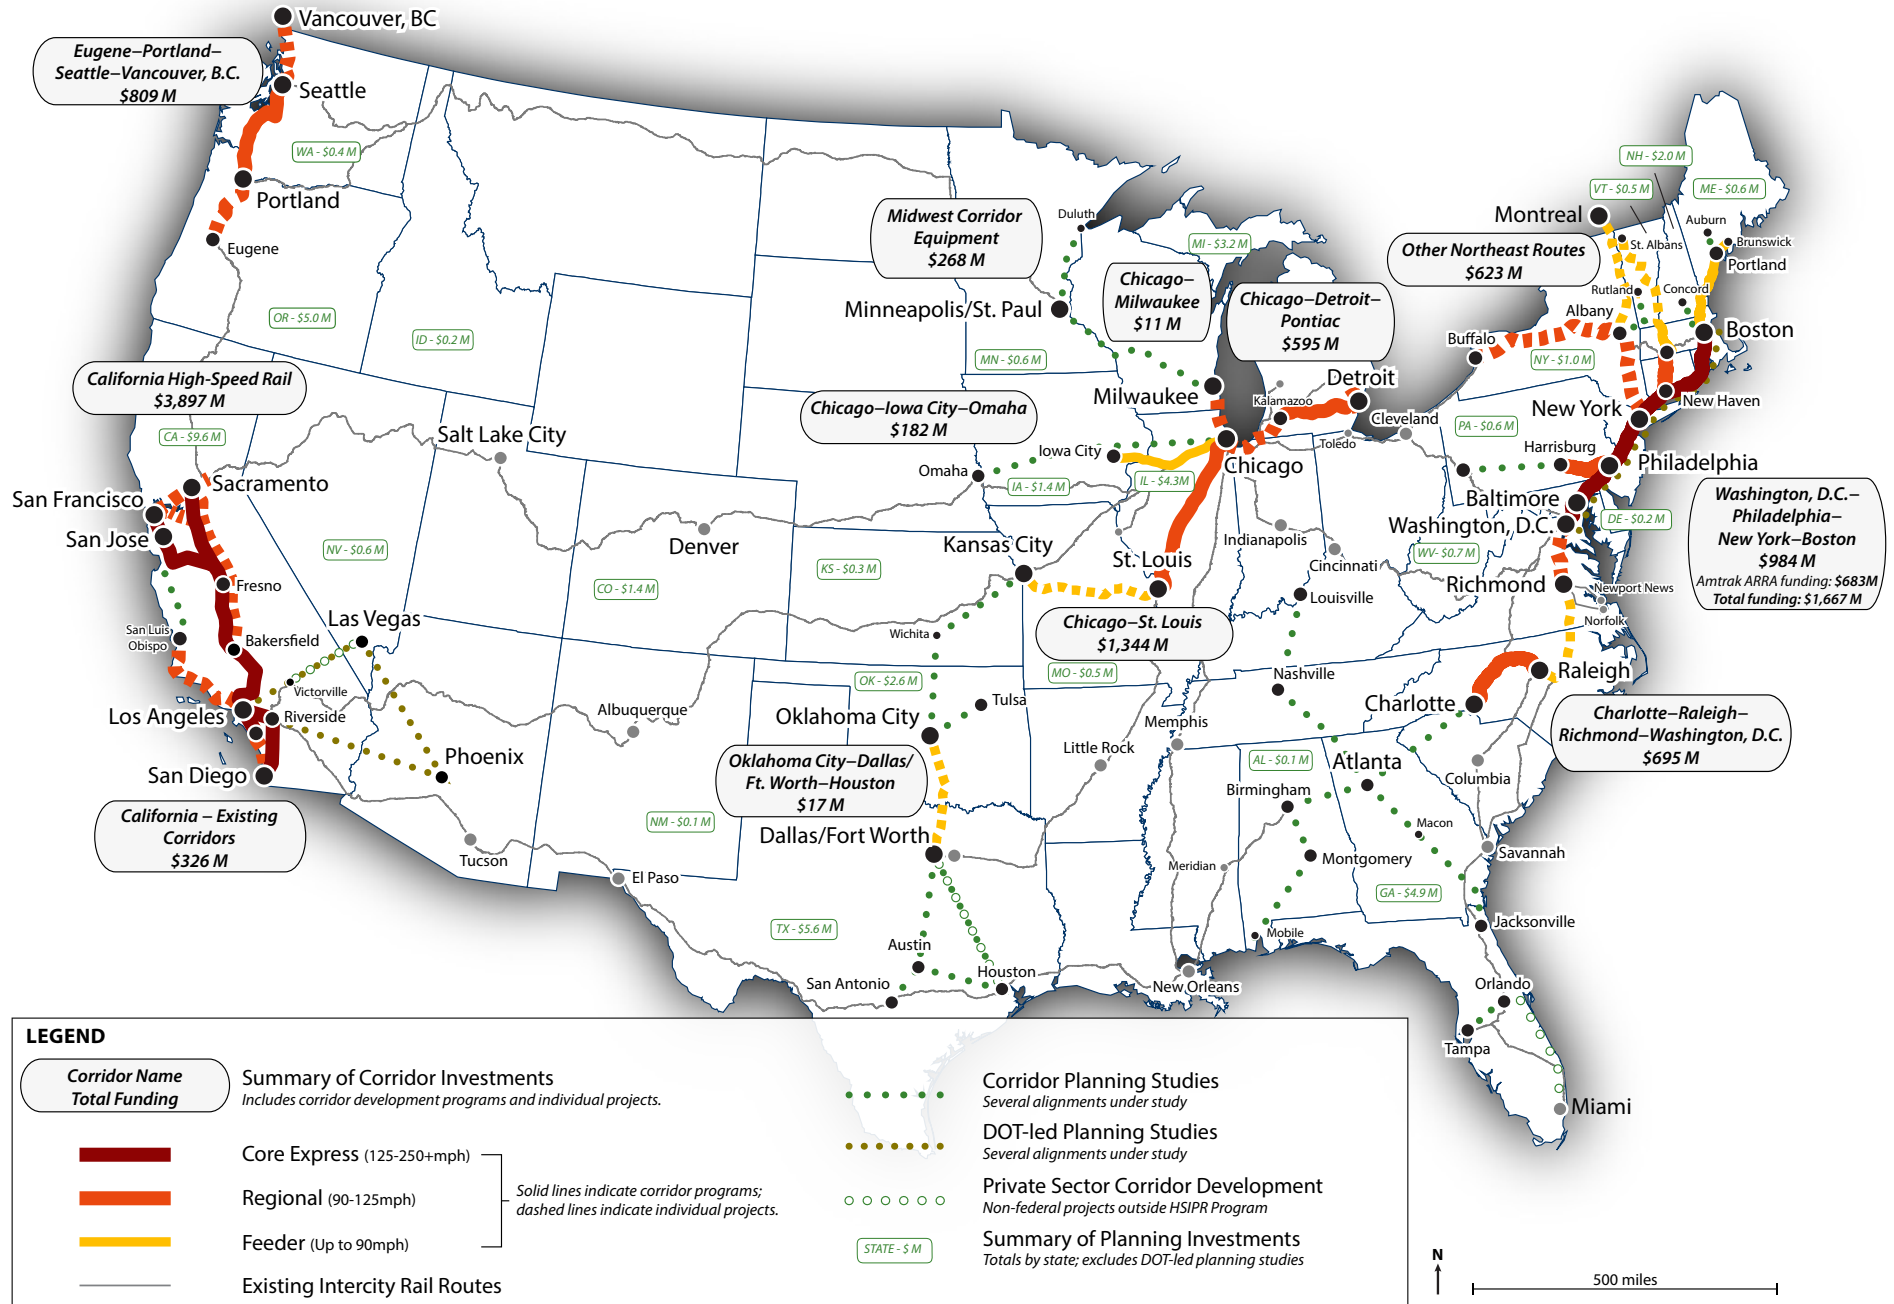 Vancouver, BC
Eugene–Portland–
Seattle–Vancouver, B.C.
$809 M
Seattle
WA - $0.4 M
Portland
Eugene
OR - $5.0 M
ID - $0.2 M
California High-Speed Rail
$3,897 M
CA - $9.6 M
Salt Lake City
Sacramento
San Francisco
San Jose
Denver
NV - $0.6 M
CO - $1.4 M
Fresno
Las Vegas
San Luis
Obispo
Bakersfield
Victorville
Los Angeles
Riverside
Albuquerque
Phoenix
San Diego
California – Existing
Corridors
$326 M
NM - $0.1 M
Tucson
El Paso
Midwest Corridor
Equipment
$268 M
Duluth
MI - $3.2 M
Minneapolis/St. Paul
Chicago–
Milwaukee
$11 M
Chicago–Detroit–
Pontiac
$595 M
MN - $0.6 M
Milwaukee
Detroit
Kalamazoo
Cleveland
Toledo
Chicago–Iowa City–Omaha
$182 M
Iowa City
Chicago
Omaha
IA - $1.4 M
IL - $4.3M
Kansas City
Indianapolis
St. Louis
Cincinnati
KS - $0.3 M
Louisville
Chicago–St. Louis
$1,344 M
Wichita
MO - $0.5 M
OK - $2.6 M
Nashville
Tulsa
Oklahoma City
Memphis
Little Rock
Oklahoma City–Dallas/
Ft. Worth–Houston
$17 M
AL - $0.1 M
Atlanta
Birmingham
Dallas/Fort Worth
Macon
Montgomery
Meridian
GA - $4.9 M
TX - $5.6 M
Austin
Mobile
San Antonio
Houston
New Orleans
NH - $2.0 M
VT - $0.5 M
ME - $0.6 M
Montreal
Auburn
St. Albans
Brunswick
Other Northeast Routes
$623 M
Portland
Rutland
Concord
Albany
Boston
Buffalo
NY - $1.0 M
New York
New Haven
PA - $0.6 M
Harrisburg
Philadelphia
Baltimore
Washington, D.C.
DE - $0.2 M
Washington, D.C.–
Philadelphia–
New York–Boston
$984 M
Amtrak ARRA funding: $683M
Total funding: $1,667 M
WV- $0.7 M
Richmond
Newport News
Norfolk
Raleigh
Charlotte
Charlotte–Raleigh–
Richmond–Washington, D.C.
$695 M
Columbia
Savannah
Jacksonville
Orlando
Tampa
Miami
LEGEND
Corridor Name
Total Funding
Summary of Corridor Investments
Includes corridor development programs and individual projects.
Core Express (125-250+mph)
Regional (90-125mph)
Feeder (Up to 90mph)
Solid lines indicate corridor programs;
dashed lines indicate individual projects.
Existing Intercity Rail Routes
Corridor Planning Studies
Several alignments under study
DOT-led Planning Studies
Several alignments under study
Private Sector Corridor Development
Non-federal projects outside HSIPR Program
STATE - $ M
Summary of Planning Investments
Totals by state; excludes DOT-led planning studies
N
500 miles